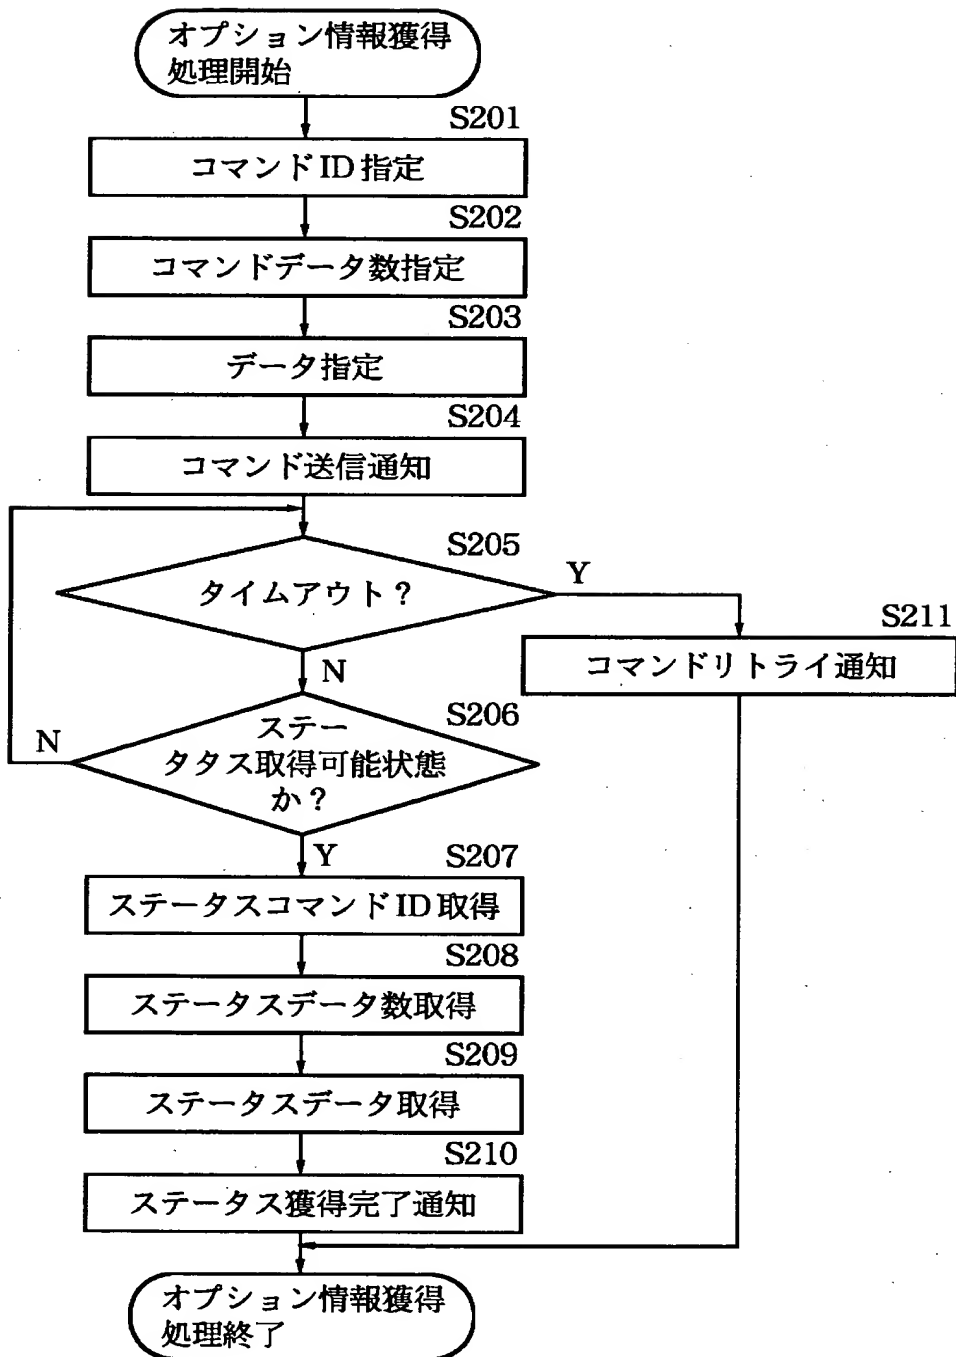 オプション情報獲得
処理開始
S201
コマンドID指定
S202
コマンドデータ数指定
S203
データ指定
S204
コマンド送信通知
S205
タイムアウト？
Y
S211
コマンドリトライ通知
N
S206
ステー
タタス取得可能状態
か？
N
Y
S207
ステータスコマンドID取得
S208
ステータスデータ数取得
S209
ステータスデータ取得
S210
ステータス獲得完了通知
オプション情報獲得
処理終了